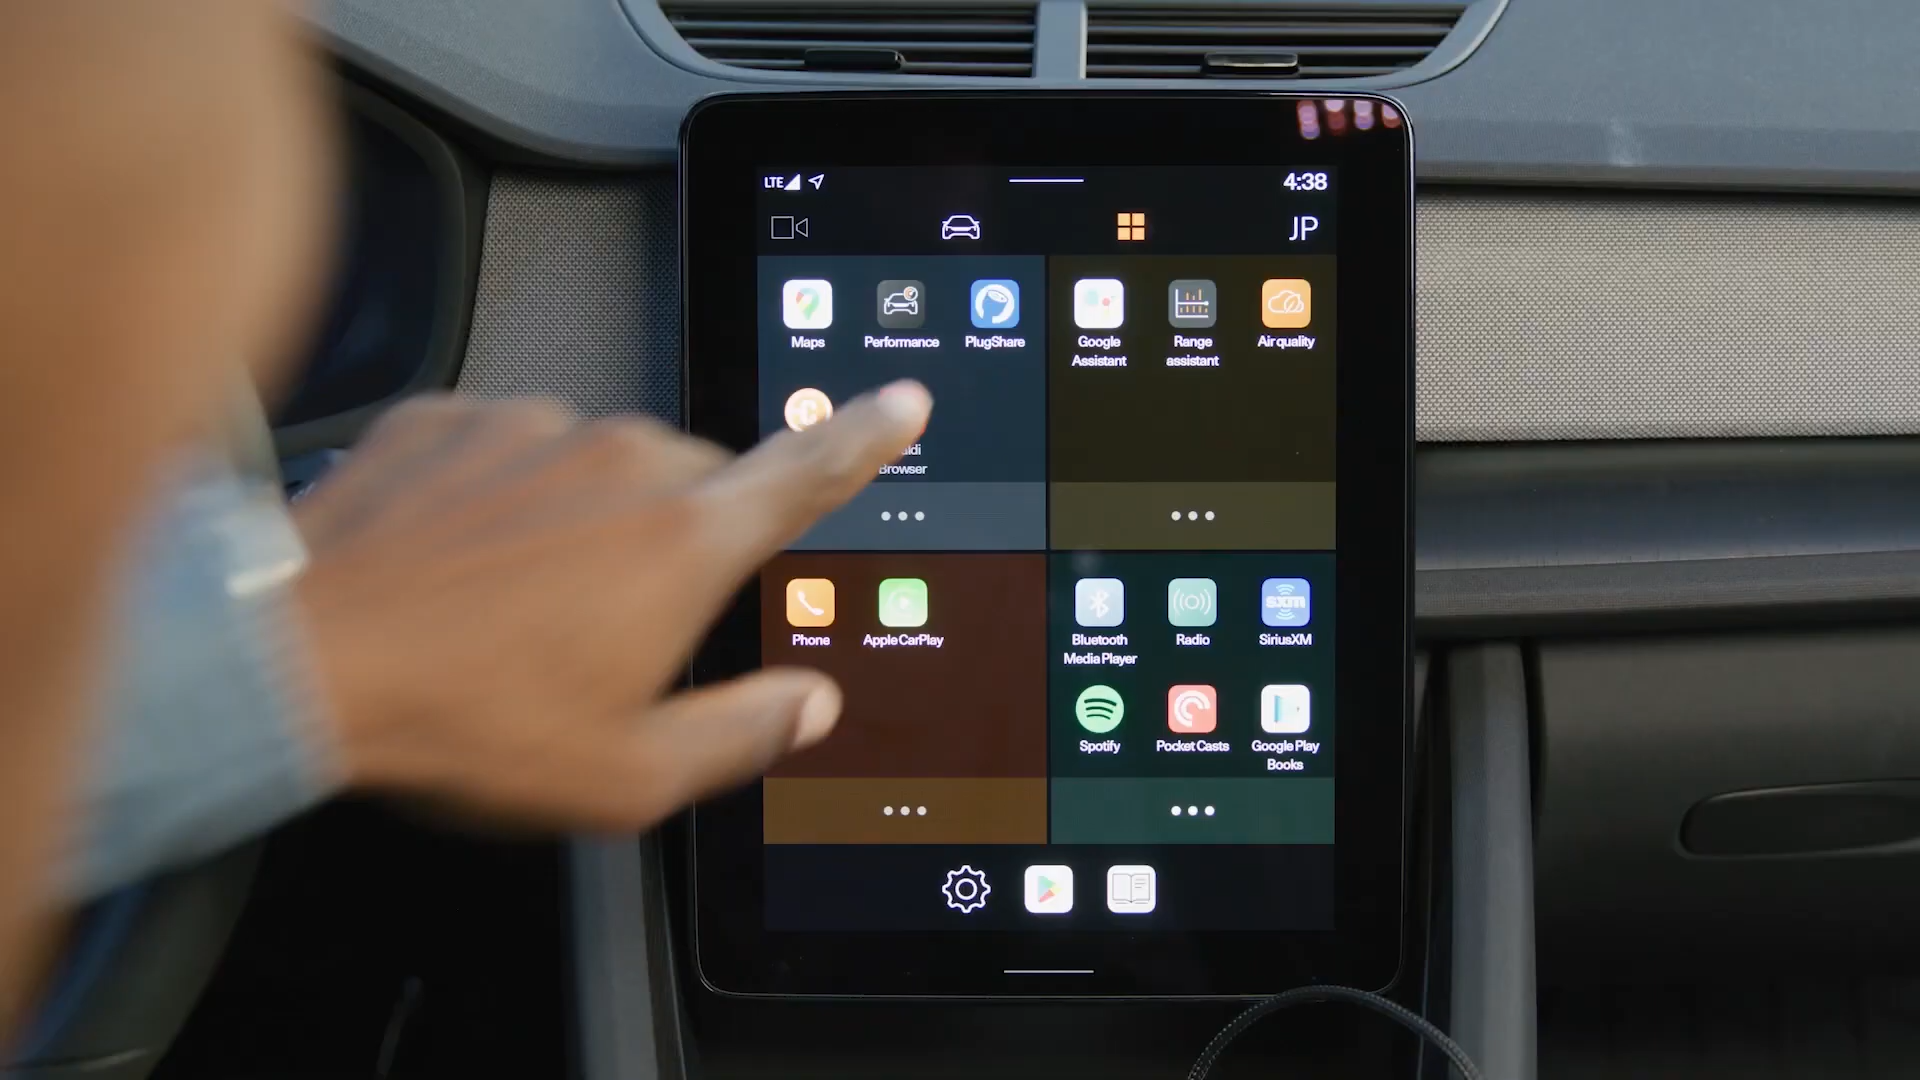 LTE
4:38
JP
Maps
Performance
PlugShare
Google
Assistant
Range
assistant
Air quality
C
Browser
Phone
Apple CarPlay
Bluetooth
Media Player
Radio
sxm
SiriusXM
Spotify
Pocket Casts
Google Play
Books